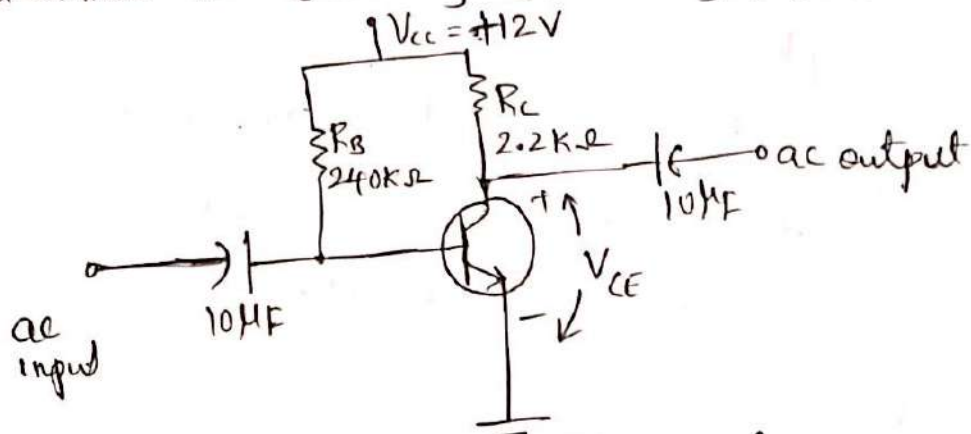 Vcc = +12V
RC
2.2KΩ
RB
240KΩ
ac output
10µF
+
VCE
-
10µF
ac
input